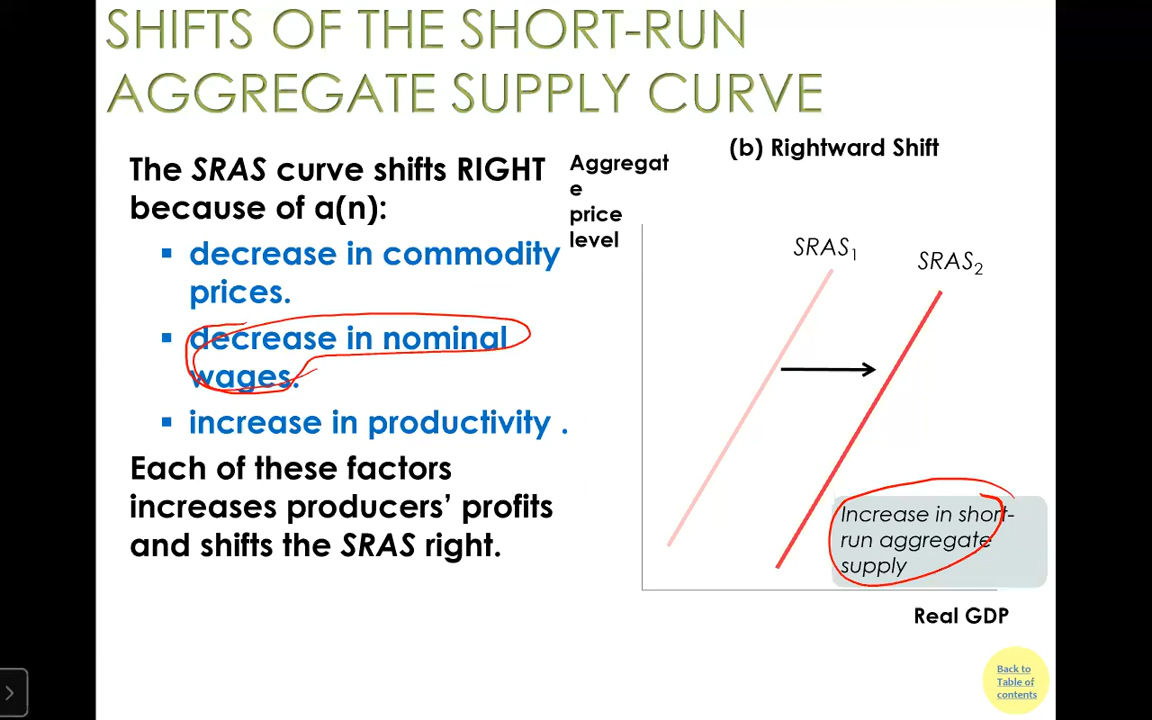 SHIFTS OF THE SHORT-RUN
AGGREGATE SUPPLY CURVE
The SRAS curve shifts RIGHT
because of a(n):
▪ decrease in commodity
prices.
▪ decrease in nominal
wages.
▪ increase in productivity .
Each of these factors
increases producers’ profits
and shifts the SRAS right.
(b) Rightward Shift
Aggregat
e
price
level
SRAS1
SRAS2
Increase in short-
run aggregate
supply
Real GDP
Back to
Table of
contents